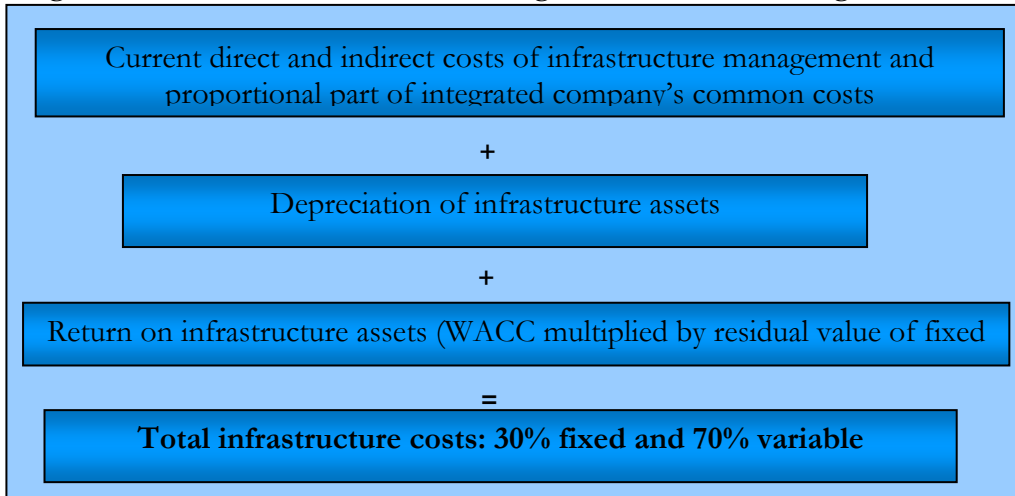 Current direct and indirect costs of infrastructure management and
proportional part of integrated company's common costs
+
Depreciation of infrastructure assets
+
Return on infrastructure assets (WACC multiplied by residual value of fixed
=
Total infrastructure costs: 30% fixed and 70% variable